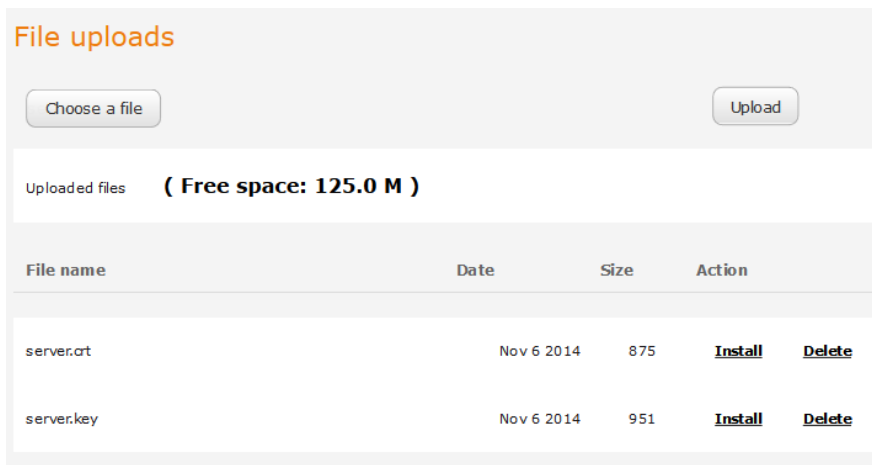 File uploads
Choose a file Upload
Uploaded files ( Free space: 125.0 M )
File name Date Size Action
server.crt Nov 6 2014 875 Install Delete
server.key Nov 6 2014 951 Install Delete